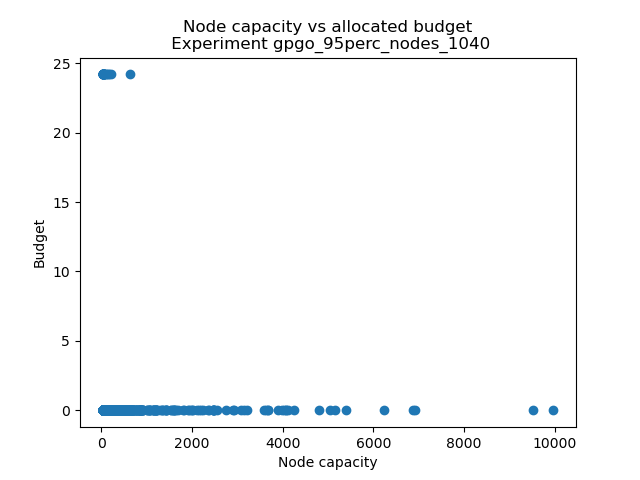 Node capacity vs allocated budget
Experiment gpgo_95perc_nodes_1040
25
20
15
10
5
0
Budget
0 2000 4000 6000 8000 10000
Node capacity